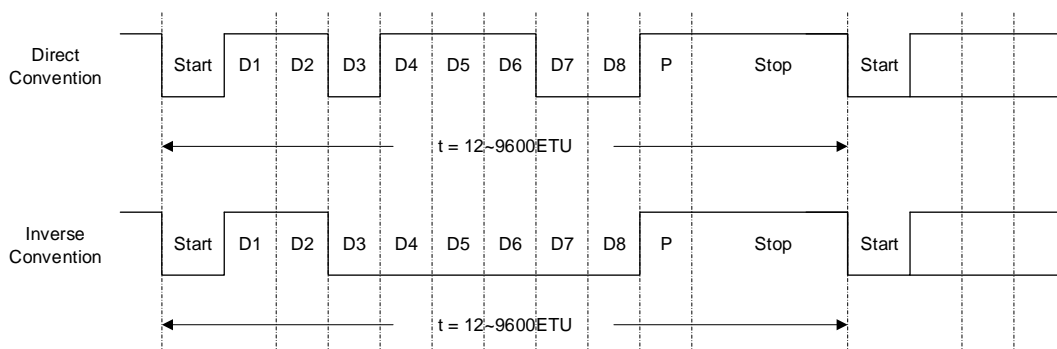 Direct
Convention
Start D1 D2 D3 D4 D5 D6 D7 D8 P Stop Start
t = 12~9600ETU
Inverse
Convention
Start D1 D2 D3 D4 D5 D6 D7 D8 P Stop Start
t = 12~9600ETU